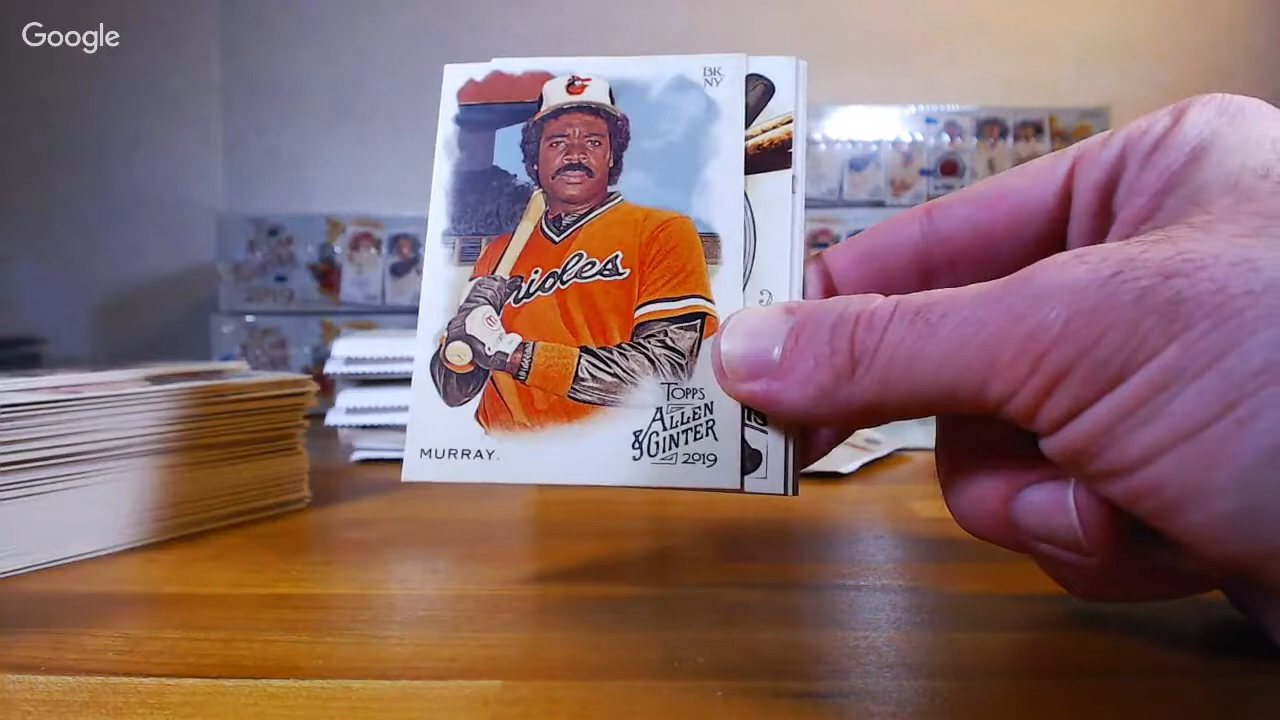 Google
BK
NY
Orioles
TOPPS
ALLEN
& GINTER
2019
MURRAY.